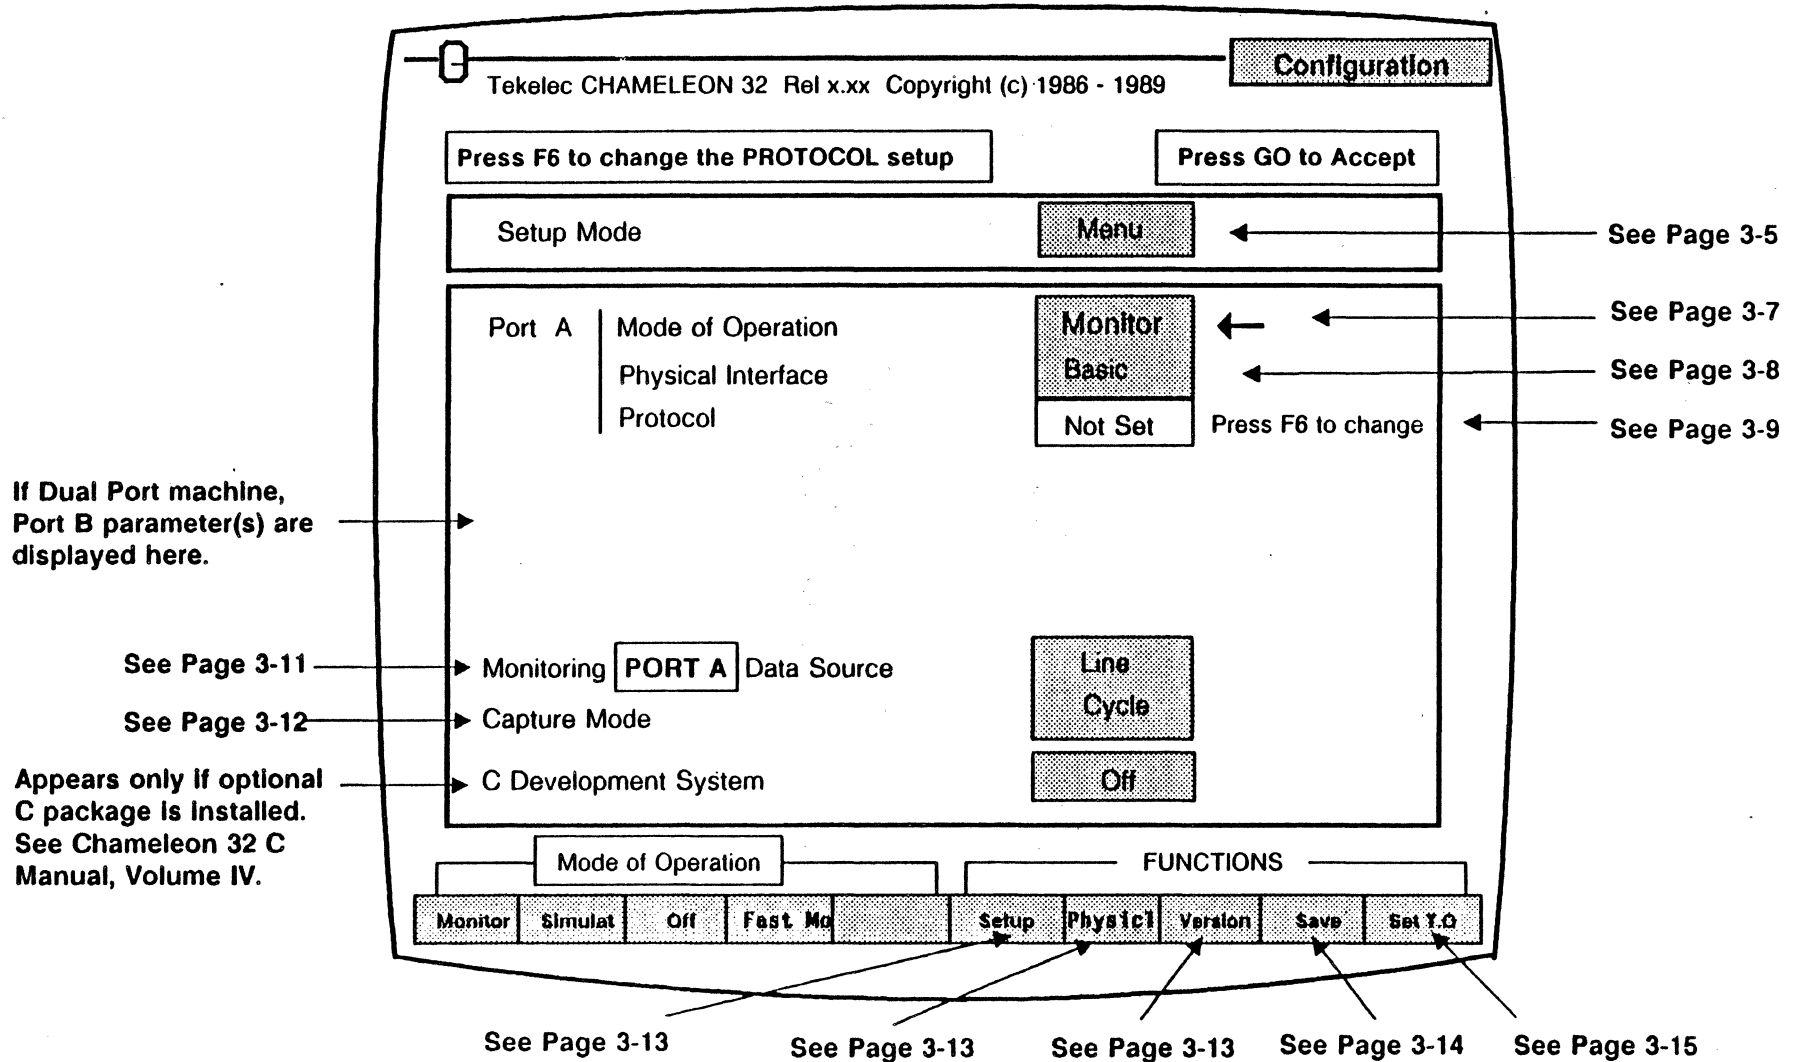 Configuration
Tekelec CHAMELEON 32 Rel x.xx Copyright (c) 1986 - 1989
Press F6 to change the PROTOCOL setup
Press GO to Accept
Setup Mode
Menu
See Page 3-5
Port A
Mode of Operation
Monitor
See Page 3-7
Physical Interface
Basic
See Page 3-8
Protocol
Not Set
Press F6 to change
See Page 3-9
If Dual Port machine,
Port B parameter(s) are
displayed here.
See Page 3-11
Monitoring PORT A Data Source
Line
See Page 3-12
Capture Mode
Cycle
Appears only if optional
C package is installed.
See Chameleon 32 C
Manual, Volume IV.
C Development System
Off
Mode of Operation
FUNCTIONS
Monitor
Simulat
Off
Fast Mo
Setup
Physicl
Version
Save
Set
See Page 3-13
See Page 3-13
See Page 3-13
See Page 3-14
See Page 3-15